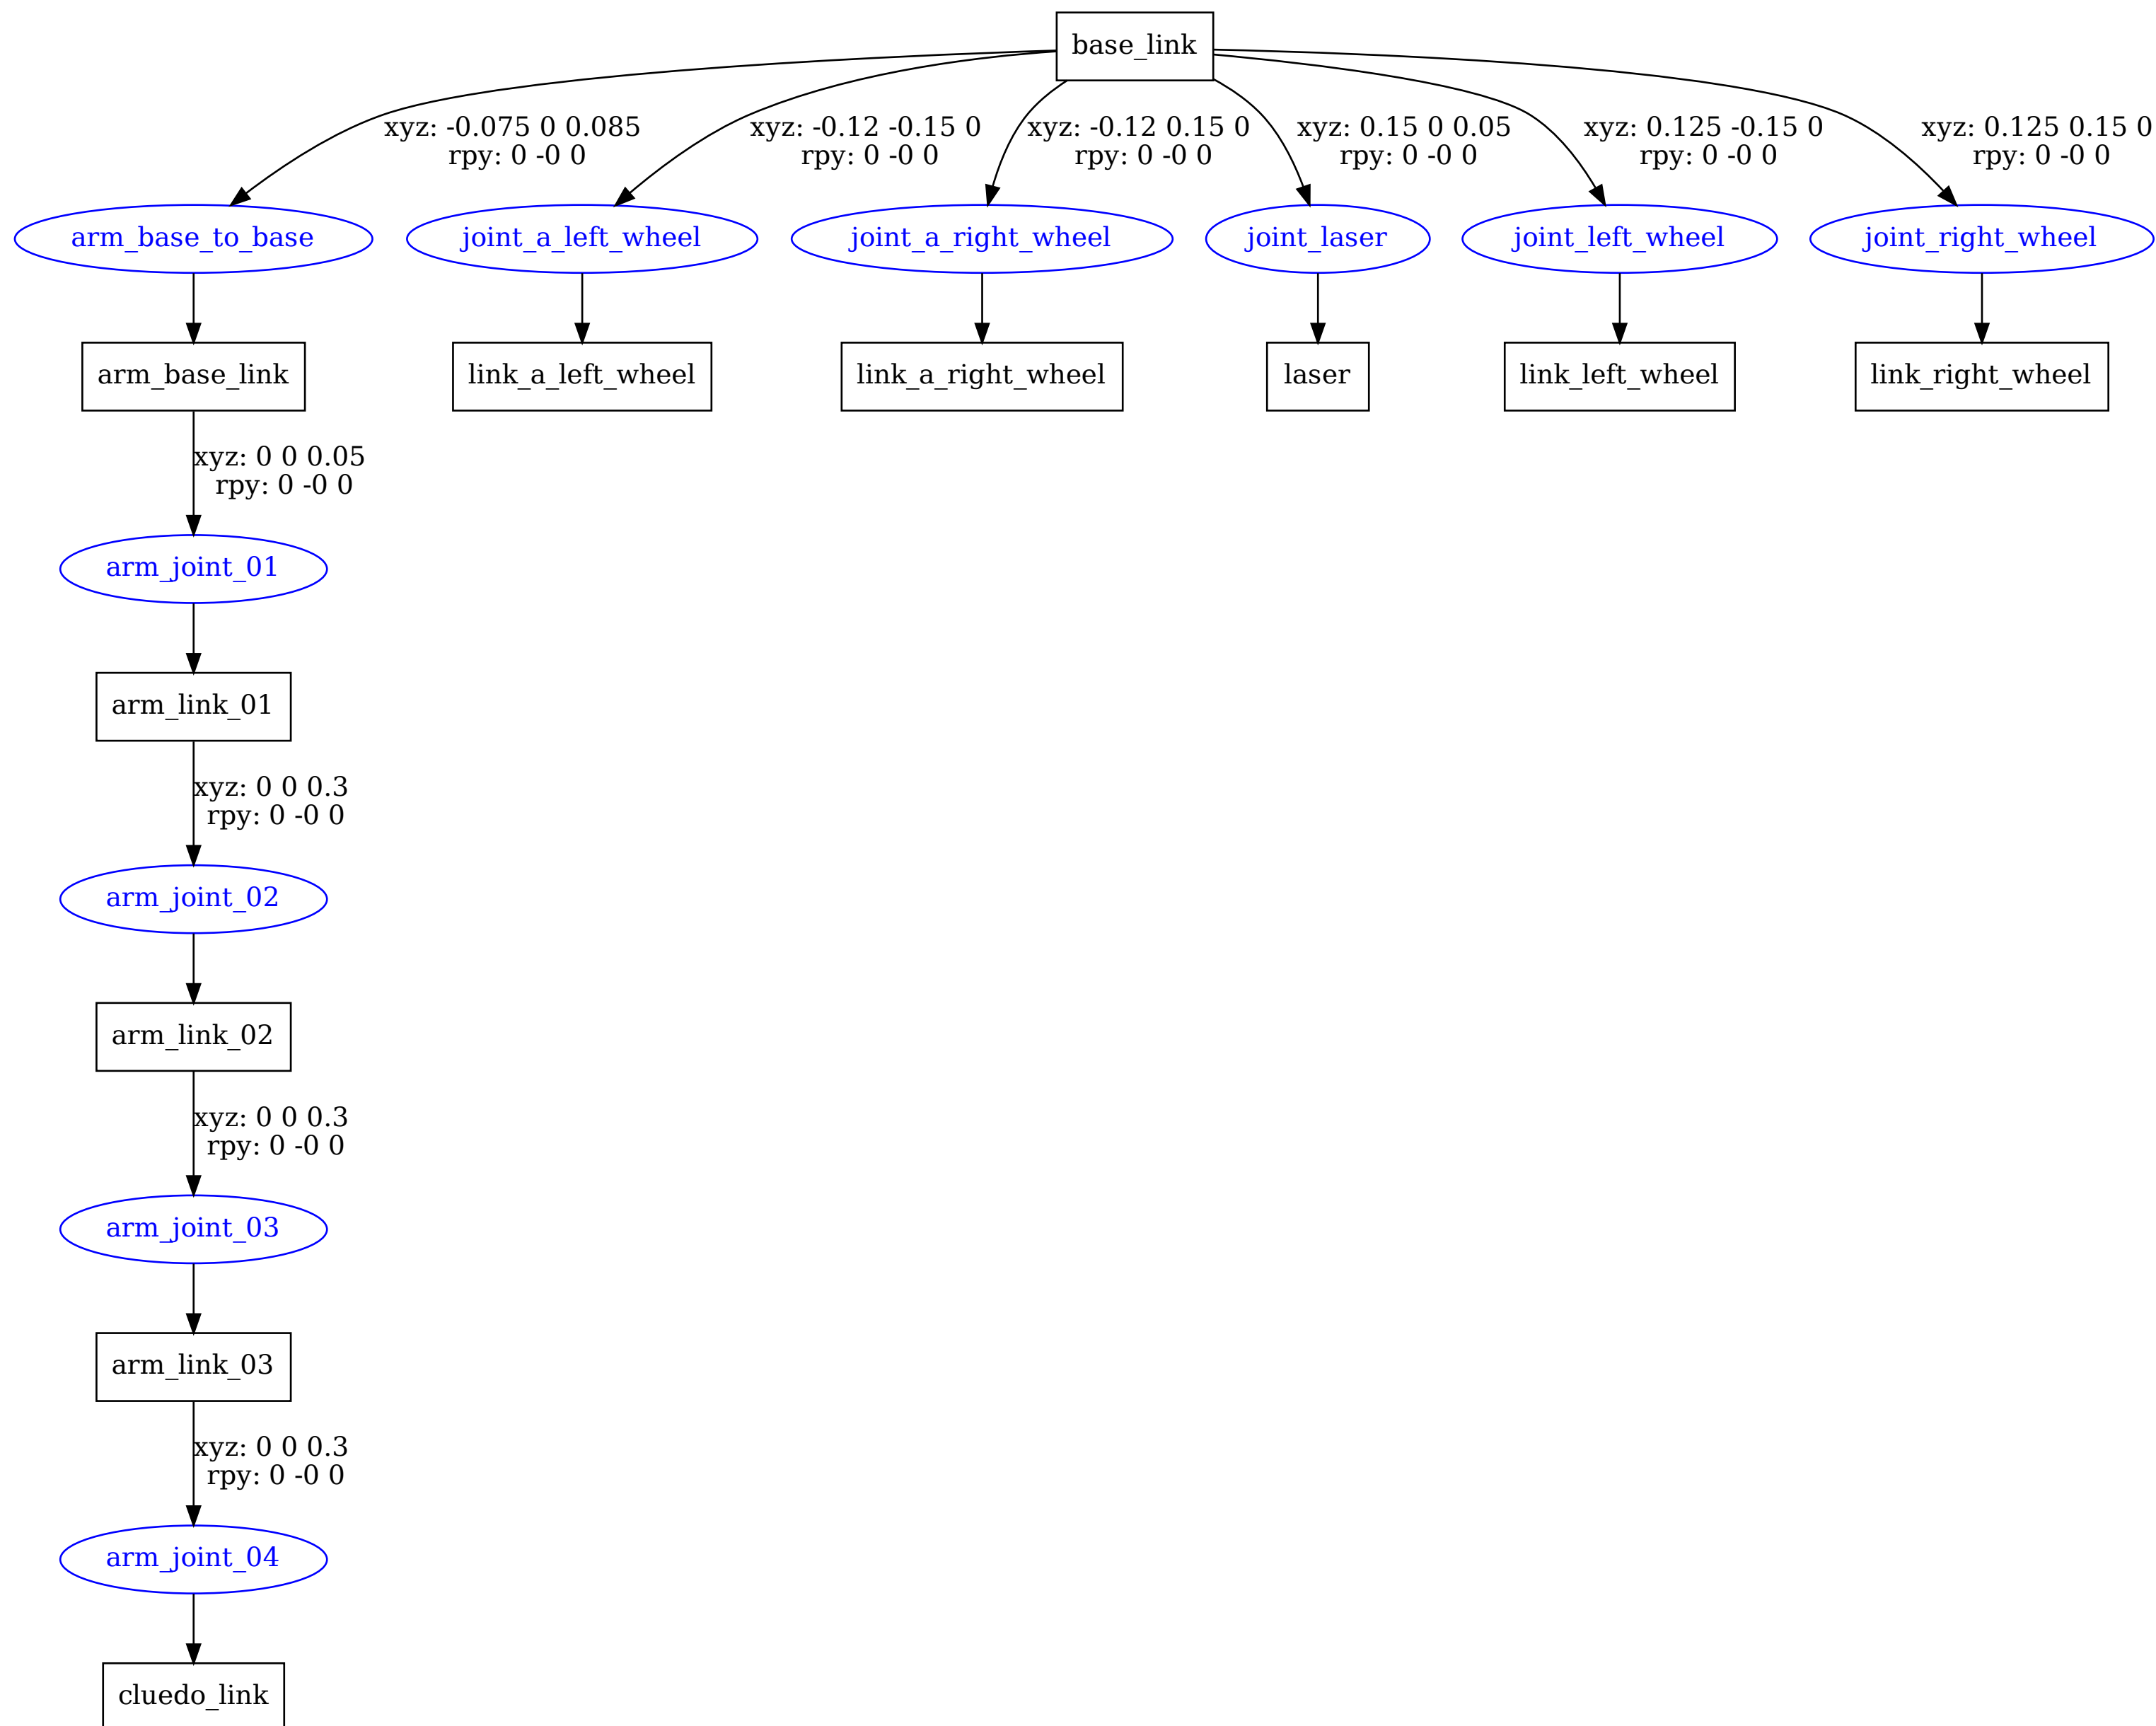 base_link
xyz: -0.075 0 0.085
rpy: 0 -0 0
xyz: -0.12 -0.15 0
rpy: 0 -0 0
xyz: -0.12 0.15 0
rpy: 0 -0 0
xyz: 0.15 0 0.05
rpy: 0 -0 0
xyz: 0.125 -0.15 0
rpy: 0 -0 0
xyz: 0.125 0.15 0
rpy: 0 -0 0
arm_base_to_base
joint_a_left_wheel
joint_a_right_wheel
joint_laser
joint_left_wheel
joint_right_wheel
arm_base_link
link_a_left_wheel
link_a_right_wheel
laser
link_left_wheel
link_right_wheel
xyz: 0 0 0.05
rpy: 0 -0 0
arm_joint_01
arm_link_01
xyz: 0 0 0.3
rpy: 0 -0 0
arm_joint_02
arm_link_02
xyz: 0 0 0.3
rpy: 0 -0 0
arm_joint_03
arm_link_03
xyz: 0 0 0.3
rpy: 0 -0 0
arm_joint_04
cluedo_link